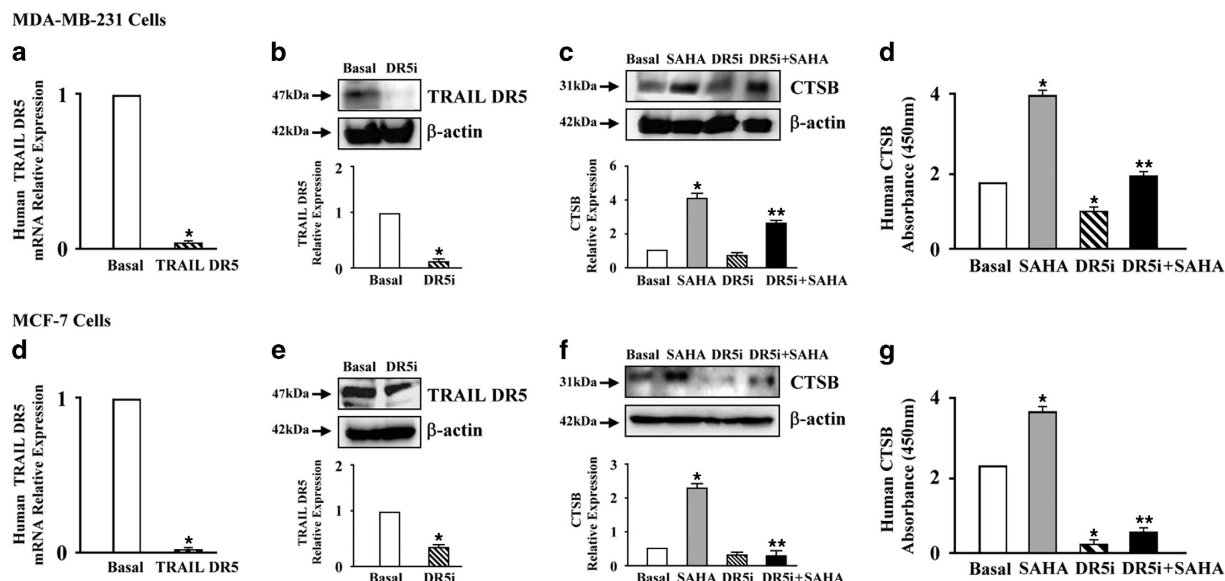 MDA-MB-231 Cells
a
Human TRAIL DR5
mRNA Relative Expression
1
0
Basal TRAIL DR5
*
b
Basal DR5i
47kDa TRAIL DR5
42kDa β-actin
TRAIL DR5
Relative Expression
2
1
0
*
Basal DR5i
c
Basal SAHA DR5i DR5i+SAHA
31kDa CTSB
42kDa β-actin
CTSB
Relative Expression
6
4
2
0
*
**
Basal SAHA DR5i DR5i+SAHA
d
Human CTSB
Absorbance (450nm)
4
2
0
*
*
**
Basal SAHA DR5i DR5i+SAHA
MCF-7 Cells
d
Human TRAIL DR5
mRNA Relative Expression
1
0
*
Basal TRAIL DR5
e
Basal DR5i
47kDa TRAIL DR5
42kDa β-actin
TRAIL DR5
Relative Expression
2
1
0
*
Basal DR5i
f
Basal SAHA DR5i DR5i+SAHA
31kDa CTSB
42kDa β-actin
CTSB
Relative Expression
3
2
1
0
*
**
Basal SAHA DR5i DR5i+SAHA
g
Human CTSB
Absorbance (450nm)
4
2
0
*
*
**
Basal SAHA DR5i DR5i+SAHA